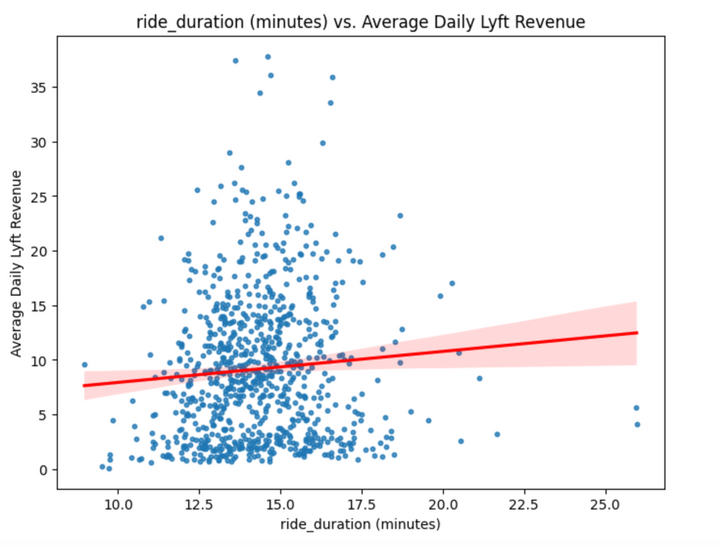 ride_duration (minutes) vs. Average Daily Lyft Revenue
35
30
25
20
15
10
5
0
Average Daily Lyft Revenue
10.0 12.5 15.0 17.5 20.0 22.5 25.0
ride_duration (minutes)